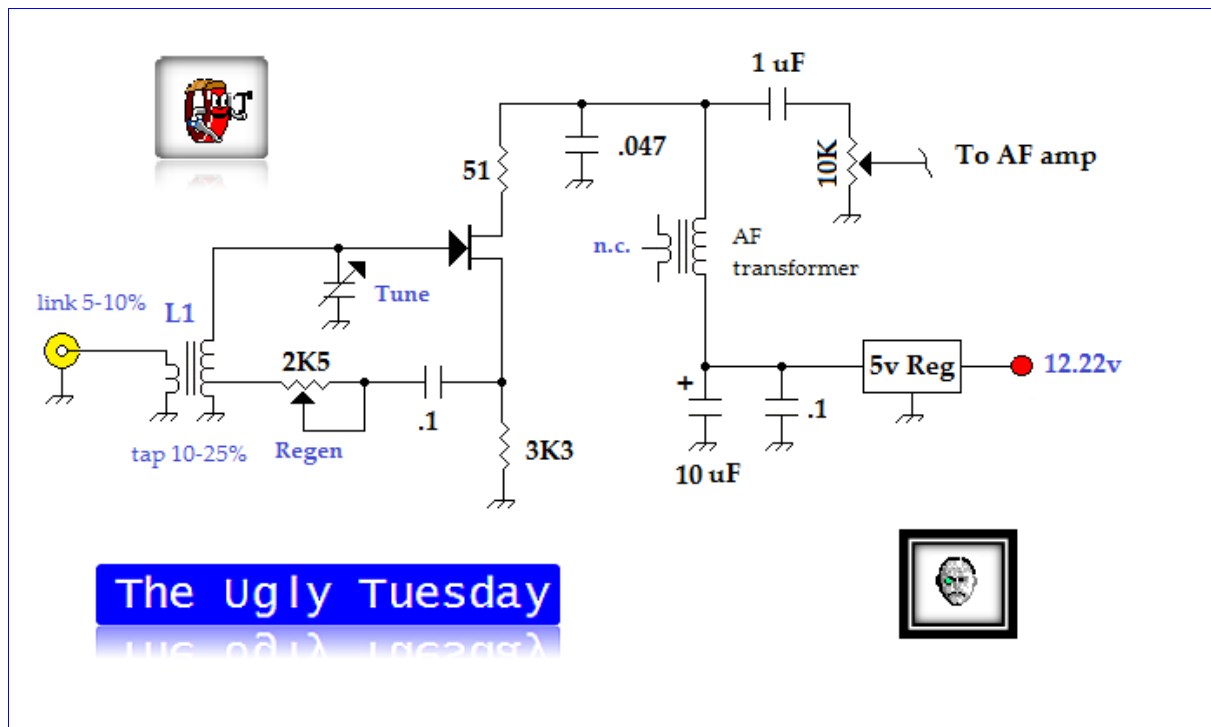 1 uF
.047
51
10K
To AF amp
n.c.
AF
transformer
Tune
link 5-10%
L1
2K5
.1
5v Reg
12.22v
+
.1
tap 10-25%
Regen
3K3
10 uF
The Ugly Tuesday